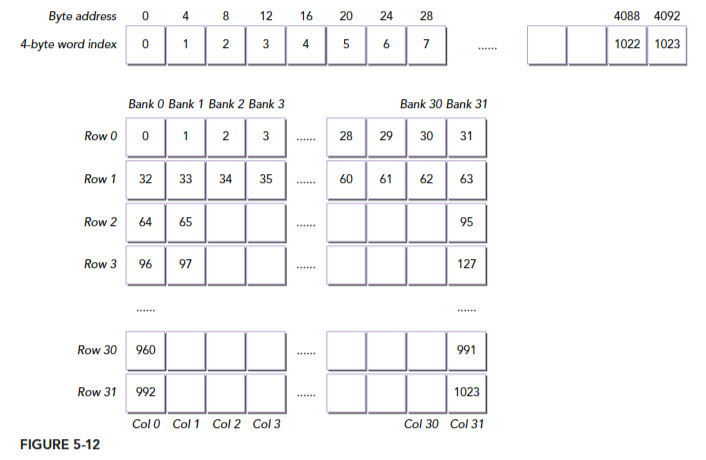 Byte address 0 4 8 12 16 20 24 28 4088 4092
4-byte word index 0 1 2 3 4 5 6 7 ...... 1022 1023
Bank 0 Bank 1 Bank 2 Bank 3 Bank 30 Bank 31
Row 0 0 1 2 3 ...... 28 29 30 31
Row 1 32 33 34 35 ...... 60 61 62 63
Row 2 64 65 ...... 95
Row 3 96 97 ...... 127
...... ......
Row 30 960 ...... 991
Row 31 992 ...... 1023
Col 0 Col 1 Col 2 Col 3 Col 30 Col 31
FIGURE 5-12